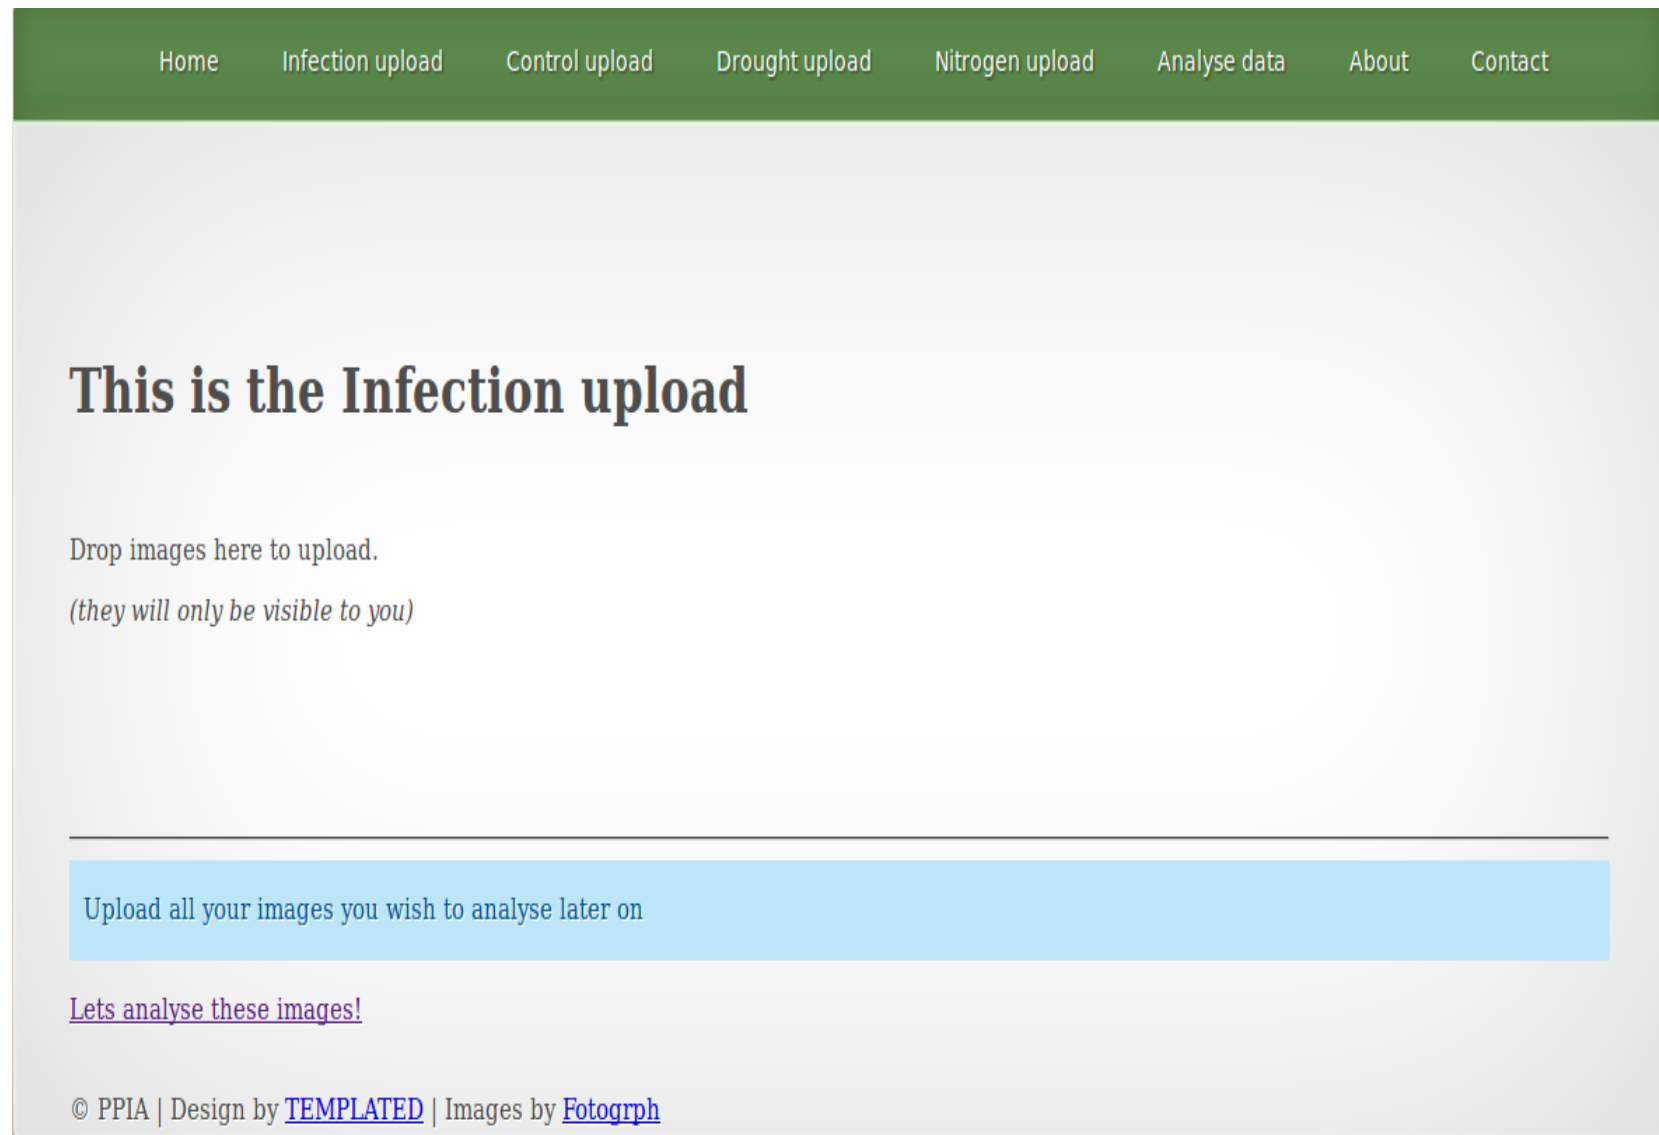 Home Infection upload Control upload Drought upload Nitrogen upload Analyse data About Contact
This is the Infection upload
Drop images here to upload.
(they will only be visible to you)
Upload all your images you wish to analyse later on
Lets analyse these images!
© PPIA | Design by TEMPLATED | Images by Fotogrph